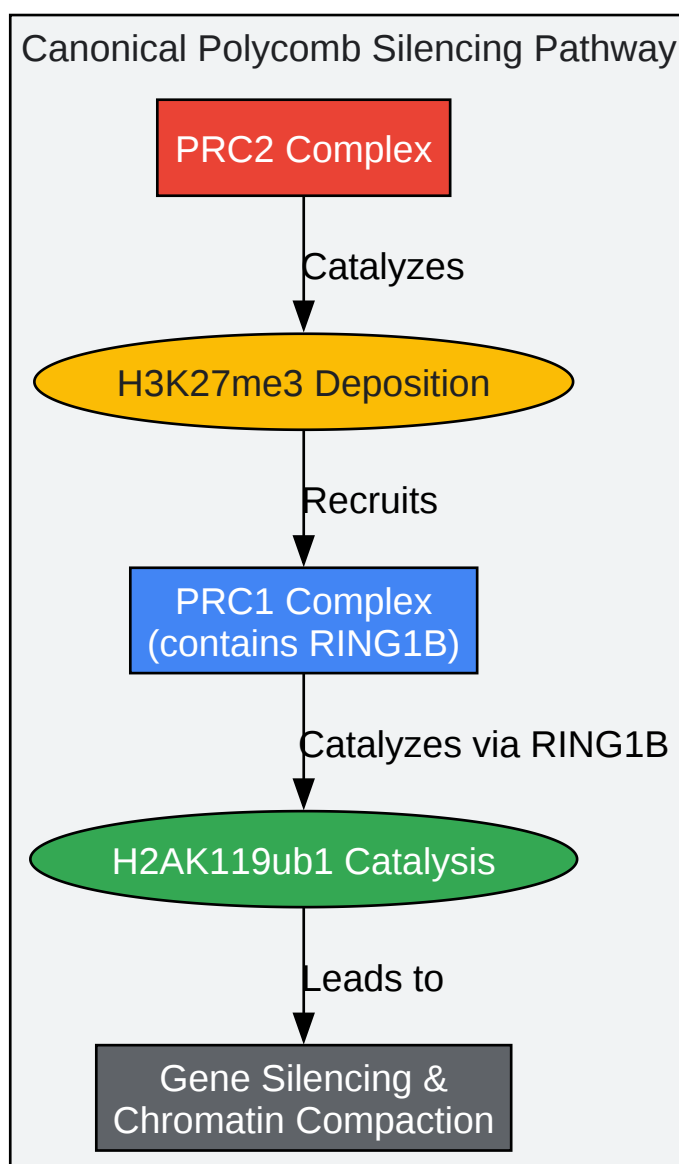 Canonical Polycomb Silencing Pathway
PRC2 Complex
Catalyzes
H3K27me3 Deposition
Recruits
PRC1 Complex
(contains RING1B)
Catalyzes via RING1B
H2AK119ub1 Catalysis
Leads to
Gene Silencing &
Chromatin Compaction